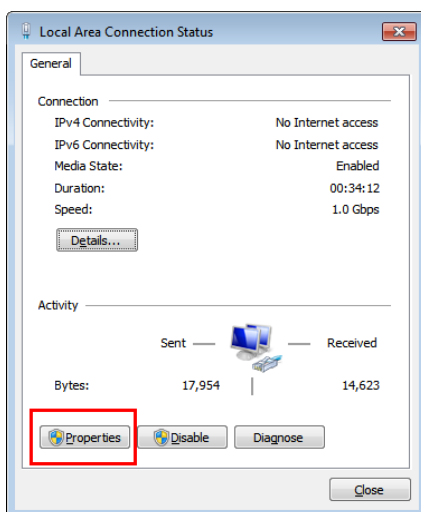 Local Area Connection Status
General
Connection
IPv4 Connectivity: No Internet access
IPv6 Connectivity: No Internet access
Media State: Enabled
Duration: 00:34:12
Speed: 1.0 Gbps
Details...
Activity
Sent Received
Bytes: 17,954 14,623
Properties Disable Diagnose
Close